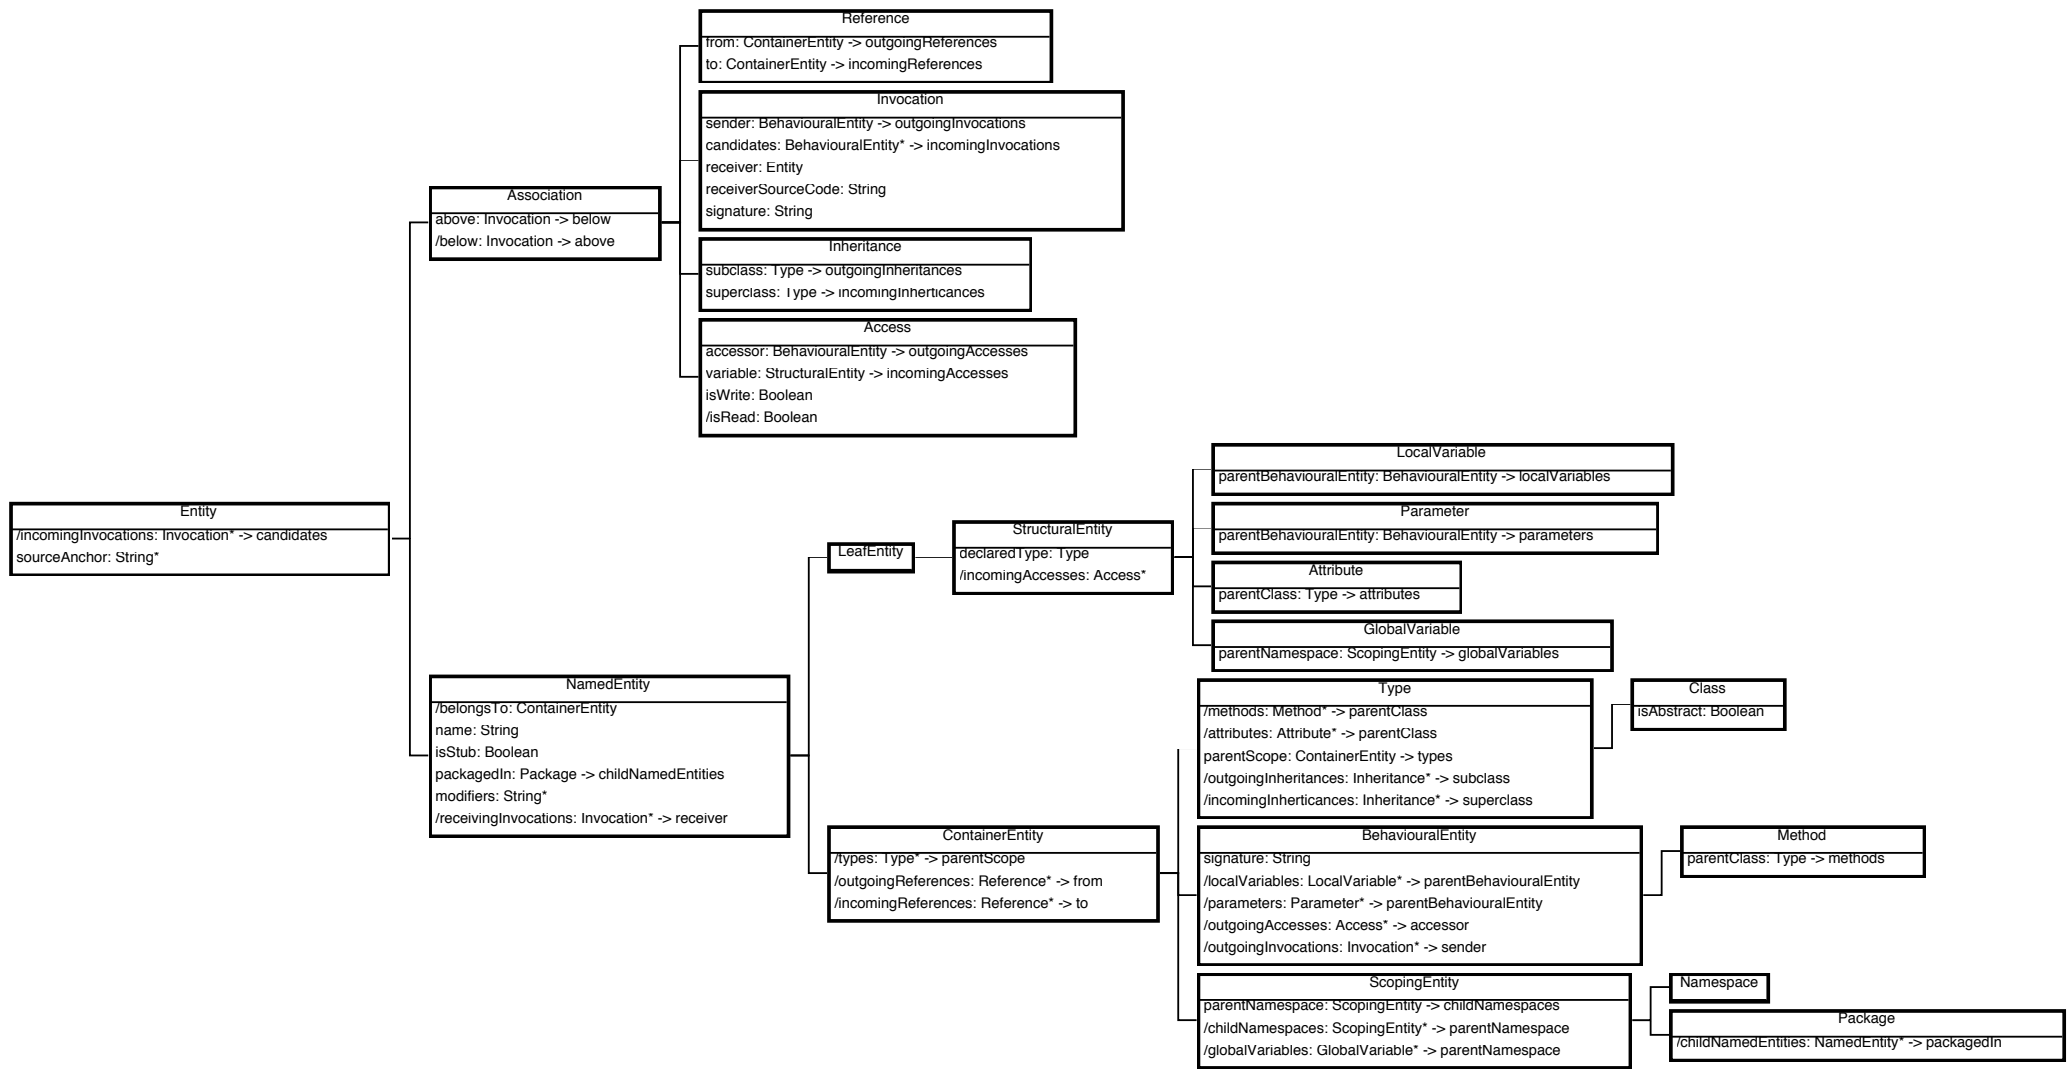 Reference
from: ContainerEntity -> outgoingReferences
to: ContainerEntity -> incomingReferences
Invocation
sender: BehaviouralEntity -> outgoingInvocations
candidates: BehaviouralEntity* -> incomingInvocations
receiver: Entity
receiverSourceCode: String
signature: String
Association
above: Invocation -> below
/below: Invocation -> above
Inheritance
subclass: Type -> outgoingInheritances
superclass: Type -> incomingInherticances
Access
accessor: BehaviouralEntity -> outgoingAccesses
variable: StructuralEntity -> incomingAccesses
isWrite: Boolean
/isRead: Boolean
Entity
/incomingInvocations: Invocation* -> candidates
sourceAnchor: String*
LeafEntity
StructuralEntity
declaredType: Type
/incomingAccesses: Access*
LocalVariable
parentBehaviouralEntity: BehaviouralEntity -> localVariables
Parameter
parentBehaviouralEntity: BehaviouralEntity -> parameters
Attribute
parentClass: Type -> attributes
GlobalVariable
parentNamespace: ScopingEntity -> globalVariables
NamedEntity
/belongsTo: ContainerEntity
name: String
isStub: Boolean
packagedIn: Package -> childNamedEntities
modifiers: String*
/receivingInvocations: Invocation* -> receiver
Type
/methods: Method* -> parentClass
/attributes: Attribute* -> parentClass
parentScope: ContainerEntity -> types
/outgoingInheritances: Inheritance* -> subclass
/incomingInherticances: Inheritance* -> superclass
Class
isAbstract: Boolean
ContainerEntity
/types: Type* -> parentScope
/outgoingReferences: Reference* -> from
/incomingReferences: Reference* -> to
BehaviouralEntity
signature: String
/localVariables: LocalVariable* -> parentBehaviouralEntity
/parameters: Parameter* -> parentBehaviouralEntity
/outgoingAccesses: Access* -> accessor
/outgoingInvocations: Invocation* -> sender
Method
parentClass: Type -> methods
ScopingEntity
parentNamespace: ScopingEntity -> childNamespaces
/childNamespaces: ScopingEntity* -> parentNamespace
/globalVariables: GlobalVariable* -> parentNamespace
Namespace
Package
/childNamedEntities: NamedEntity* -> packagedIn